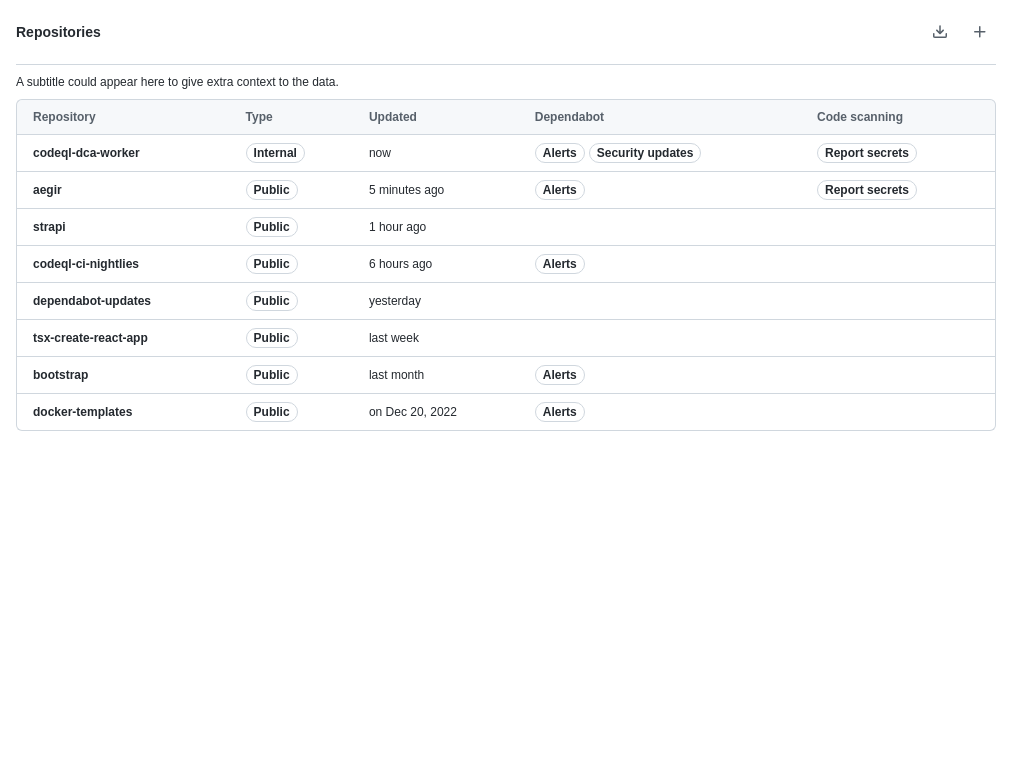 Repositories
A subtitle could appear here to give extra context to the data.
Repository Type Updated Dependabot Code scanning
codeql-dca-worker Internal now Alerts Security updates Report secrets
aegir Public 5 minutes ago Alerts Report secrets
strapi Public 1 hour ago
codeql-ci-nightlies Public 6 hours ago Alerts
dependabot-updates Public yesterday
tsx-create-react-app Public last week
bootstrap Public last month Alerts
docker-templates Public on Dec 20, 2022 Alerts